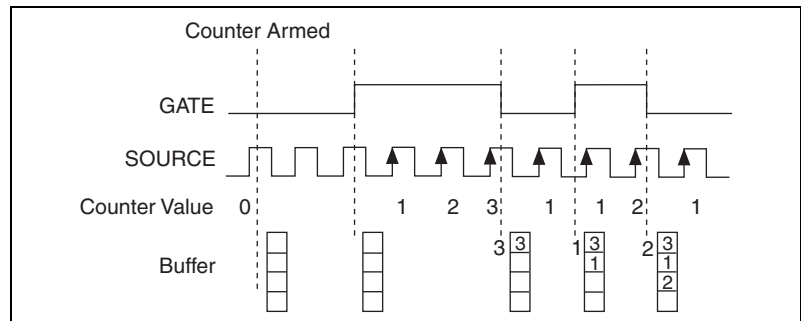 Counter Armed
GATE
SOURCE
Counter Value 0 1 2 3 1 1 2 1
Buffer 3 3 1 3 2 3
1 1
2